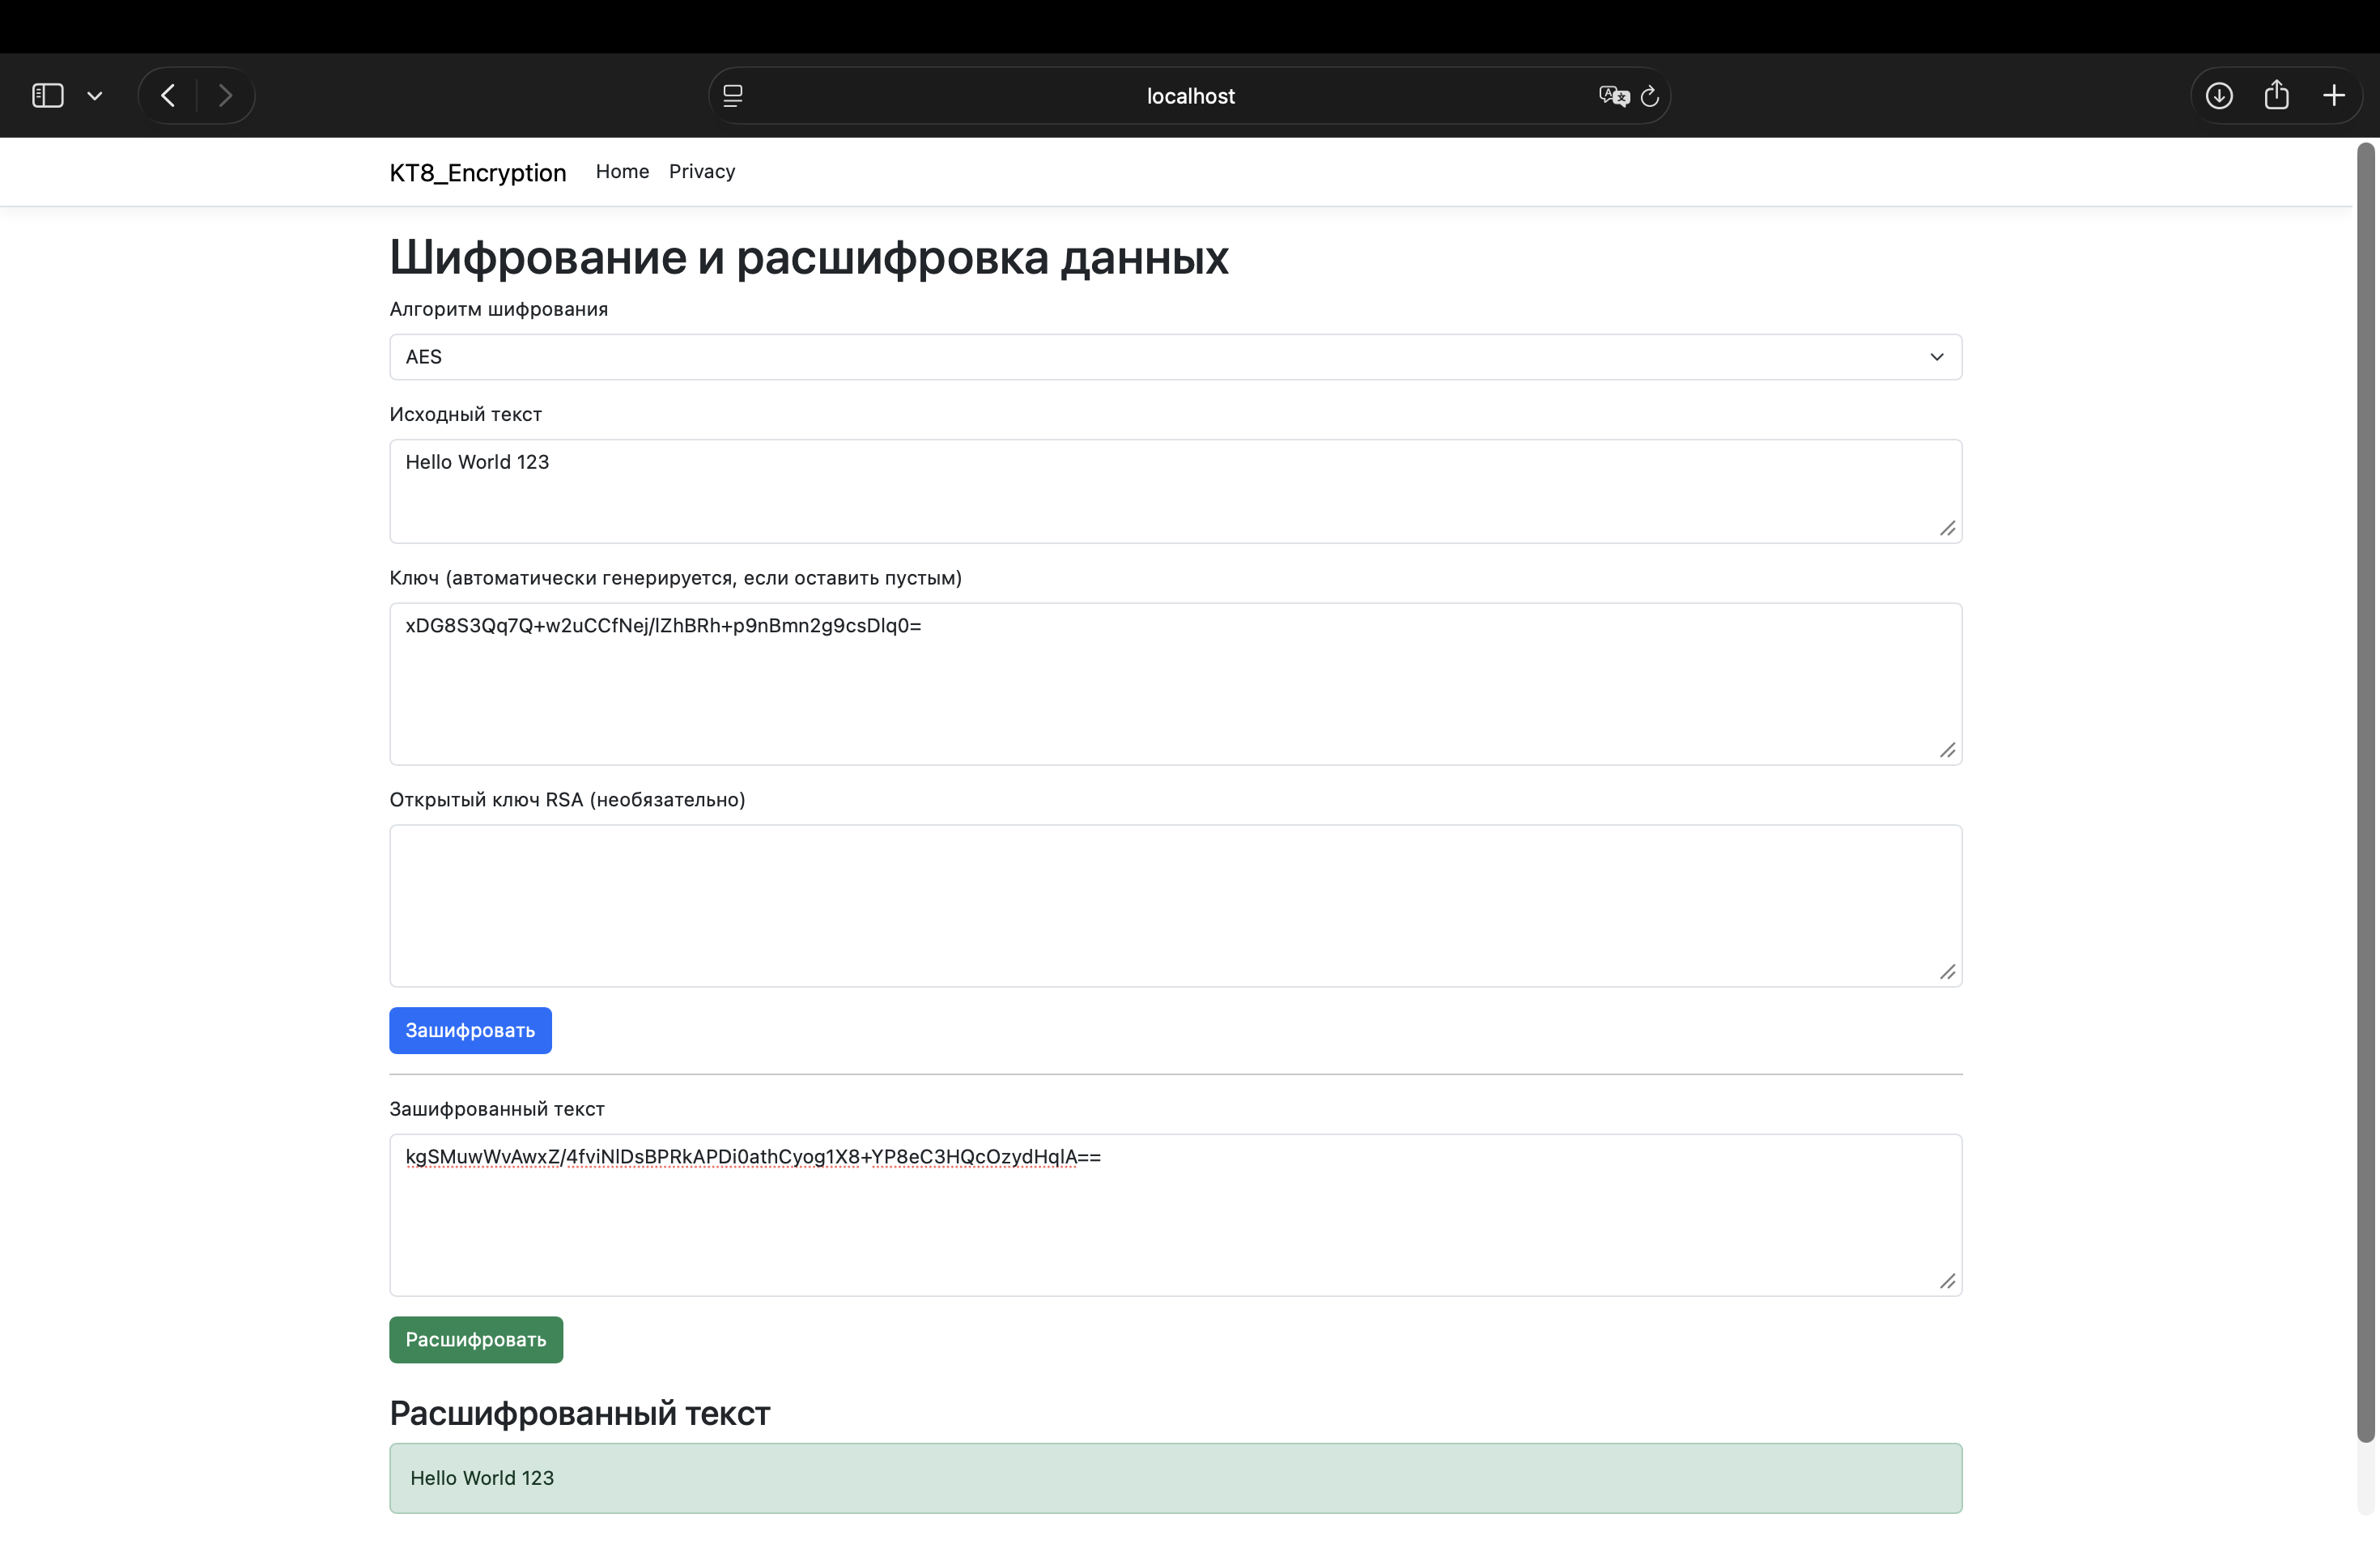 localhost
KT8_Encryption Home Privacy
Шифрование и расшифровка данных
Алгоритм шифрования
AES
Исходный текст
Hello World 123
Ключ (автоматически генерируется, если оставить пустым)
xDG8S3Qq7Q+w2uCCfNej/lZhBRh+p9nBmn2g9csDlq0=
Открытый ключ RSA (необязательно)
Зашифровать
Зашифрованный текст
kgSMuwWvAwxZ/4fviNlDsBPRkAPDi0athCyog1X8+YP8eC3HQcOzydHqlA==
Расшифровать
Расшифрованный текст
Hello World 123